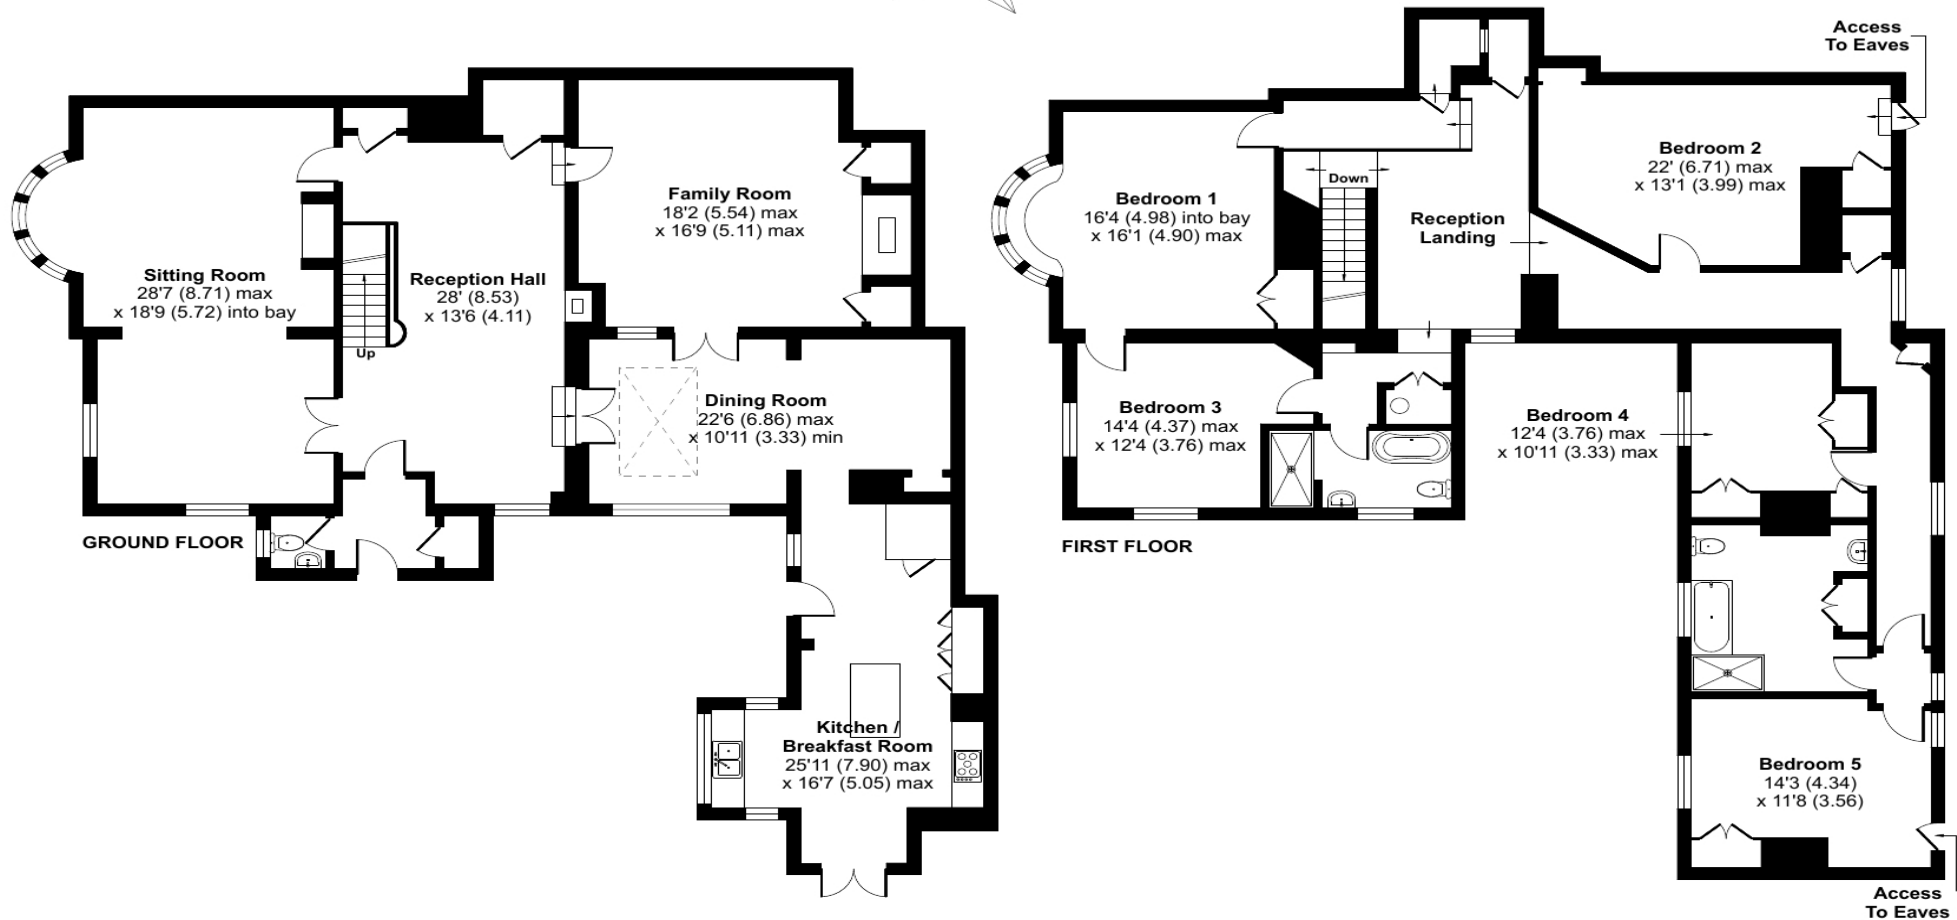 Sitting Room
28'7 (8.71) max
x 18'9 (5.72) into bay
Reception Hall
28' (8.53)
x 13'6 (4.11)
Up
Family Room
18'2 (5.54) max
x 16'9 (5.11) max
Dining Room
22'6 (6.86) max
x 10'11 (3.33) min
Kitchen /
Breakfast Room
25'11 (7.90) max
x 16'7 (5.05) max
GROUND FLOOR
Bedroom 1
16'4 (4.98) into bay
x 16'1 (4.90) max
Down
Reception
Landing
Bedroom 2
22' (6.71) max
x 13'1 (3.99) max
Access
To Eaves
Bedroom 3
14'4 (4.37) max
x 12'4 (3.76) max
Bedroom 4
12'4 (3.76) max
x 10'11 (3.33) max
Bedroom 5
14'3 (4.34)
x 11'8 (3.56)
Access
To Eaves
FIRST FLOOR